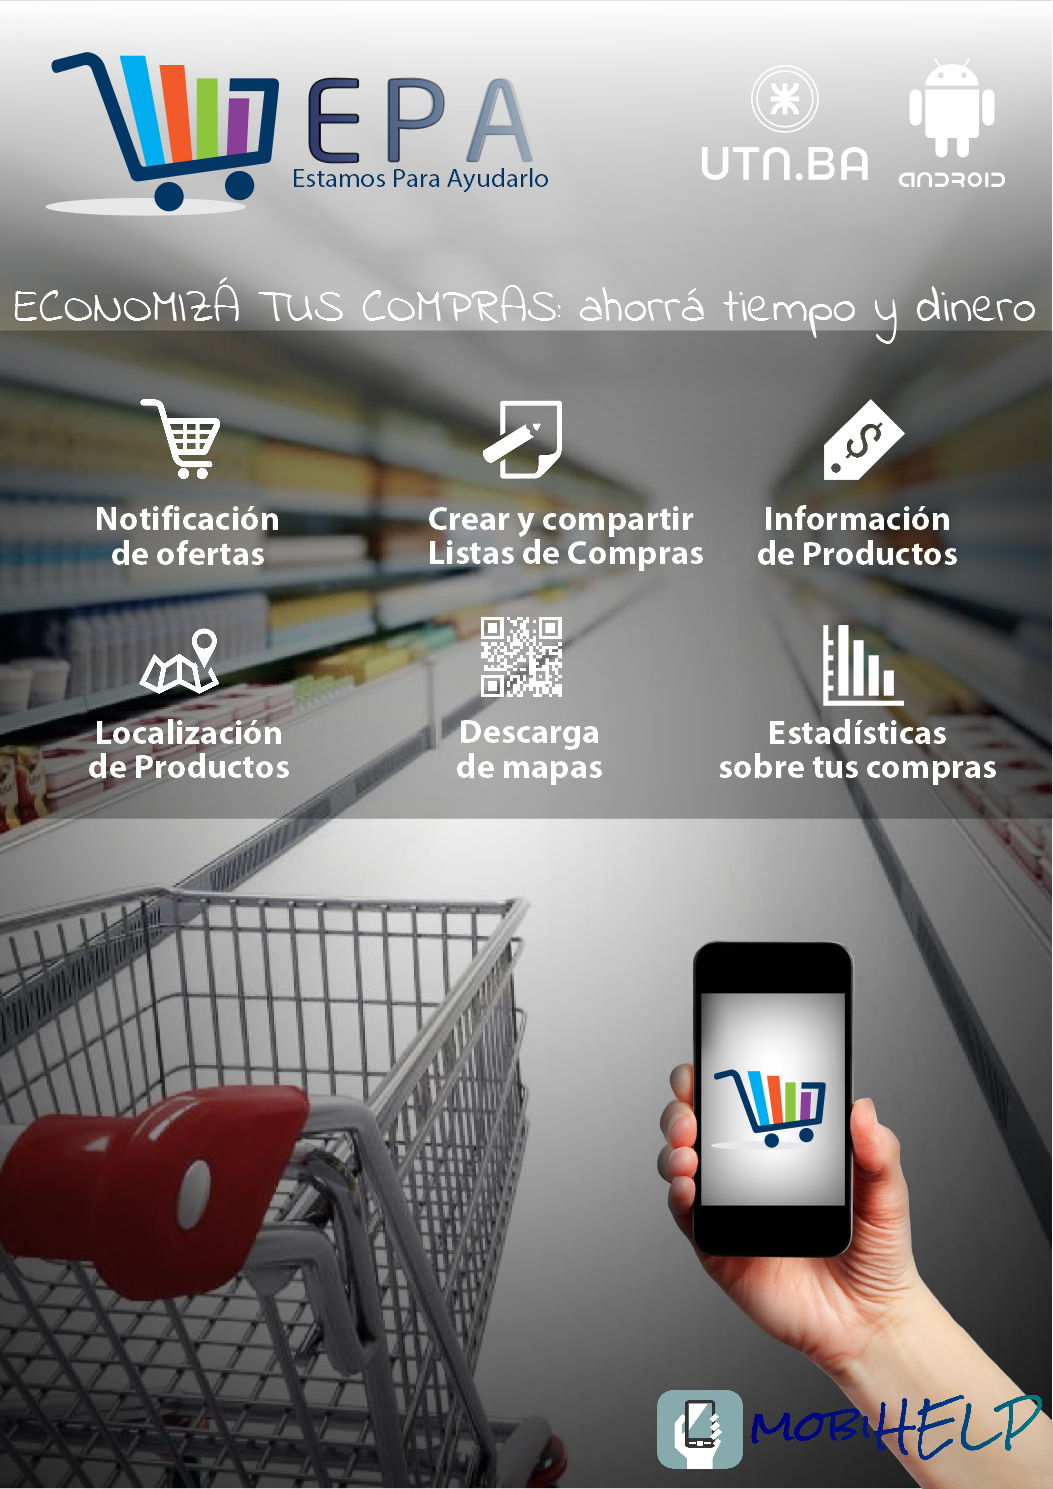 EPA
Estamos Para Ayudarlo
UTN.BA
ANDROID
ECONOMIZÁ TUS COMPRAS: ahorrá tiempo y dinero
Notificación
de ofertas
Crear y compartir
Listas de Compras
Información
de Productos
Localización
de Productos
Descarga
de mapas
Estadísticas
sobre tus compras
MOBIHELP